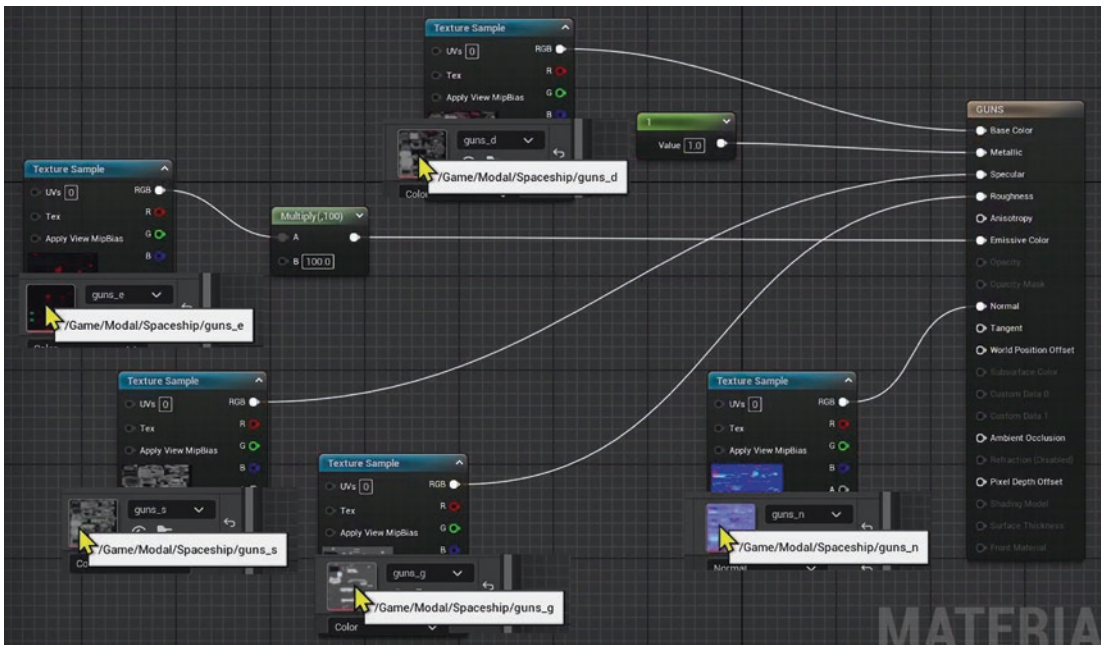 Texture Sample
UVs 0
RGB
Tex
R
Apply View MipBias
G
B
guns_d
/Game/Modal/Spaceship/guns_d
1
Value 1.0
Texture Sample
UVs 0
RGB
Tex
R
Apply View MipBias
G
B
guns_e
/Game/Modal/Spaceship/guns_e
Multiply(,100)
A
B 100.0
Texture Sample
UVs 0
RGB
Tex
R
Apply View MipBias
G
B
guns_s
/Game/Modal/Spaceship/guns_s
Texture Sample
UVs 0
RGB
Tex
R
Apply View MipBias
G
B
guns_g
/Game/Modal/Spaceship/guns_g
Color
Texture Sample
UVs 0
RGB
Tex
R
Apply View MipBias
G
B
A
guns_n
/Game/Modal/Spaceship/guns_n
Normal
GUNS
Base Color
Metallic
Specular
Roughness
Anisotropy
Emissive Color
Opacity
Opacity Mask
Normal
Tangent
World Position Offset
Subsurface Color
Custom Data 0
Custom Data 1
Ambient Occlusion
Refraction (Disabled)
Pixel Depth Offset
Shading Model
Surface Thickness
Front Material
MATERIA